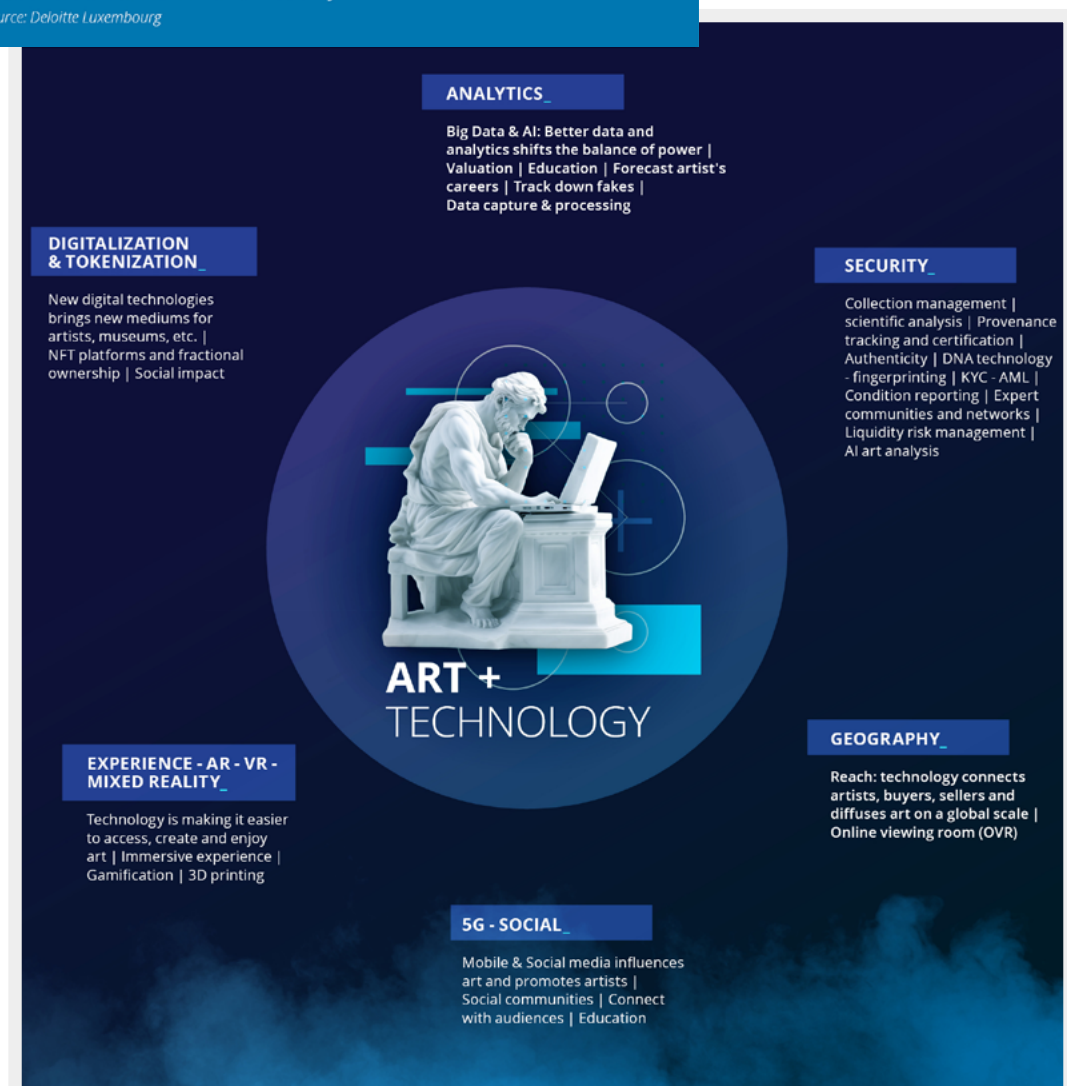 Source: Deloitte Luxembourg
ANALYTICS_
Big Data & AI: Better data and
analytics shifts the balance of power |
Valuation | Education | Forecast artist's
careers | Track down fakes |
Data capture & processing
DIGITALIZATION
& TOKENIZATION_
New digital technologies
brings new mediums for
artists, museums, etc. |
NFT platforms and fractional
ownership | Social impact
SECURITY_
Collection management |
scientific analysis | Provenance
tracking and certification |
Authenticity | DNA technology
- fingerprinting | KYC - AML |
Condition reporting | Expert
communities and networks |
Liquidity risk management |
AI art analysis
ART +
TECHNOLOGY
EXPERIENCE - AR - VR -
MIXED REALITY_
Technology is making it easier
to access, create and enjoy
art | Immersive experience |
Gamification | 3D printing
GEOGRAPHY_
Reach: technology connects
artists, buyers, sellers and
diffuses art on a global scale |
Online viewing room (OVR)
5G - SOCIAL_
Mobile & Social media influences
art and promotes artists |
Social communities | Connect
with audiences | Education